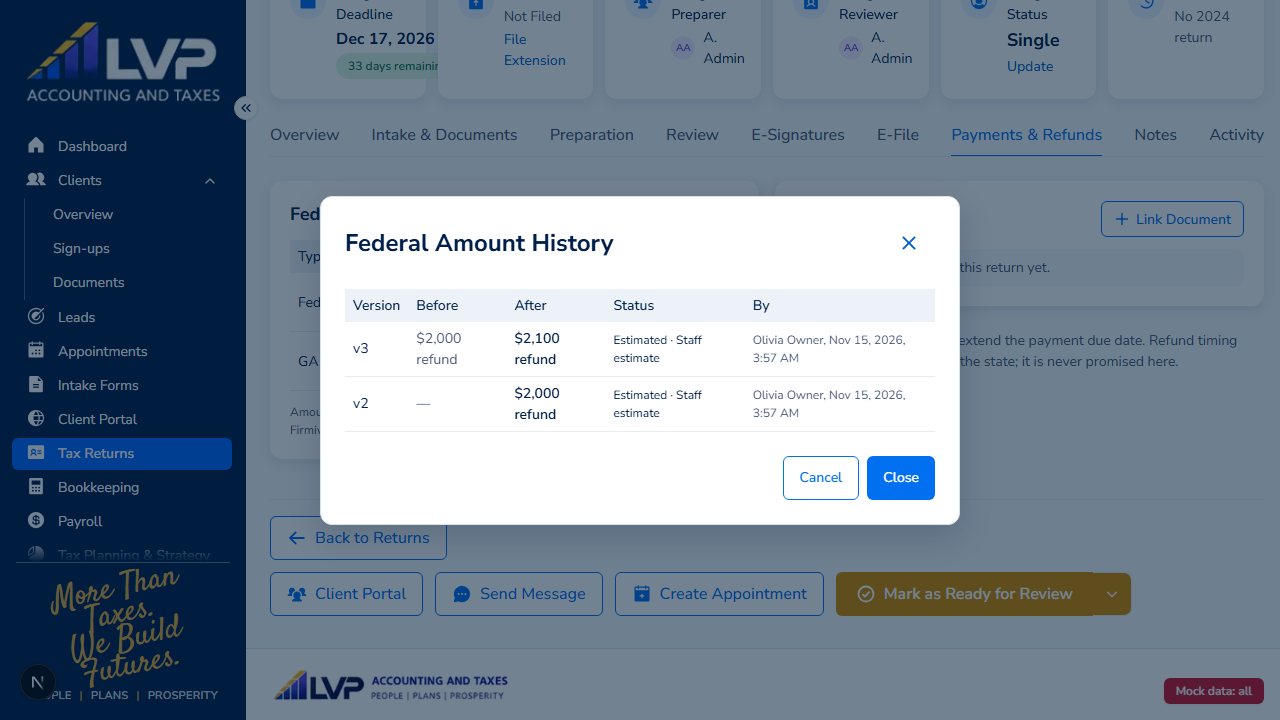 LVP
ACCOUNTING AND TAXES
Dashboard
Clients
Overview
Sign-ups
Documents
Leads
Appointments
Intake Forms
Client Portal
Tax Returns
Bookkeeping
Payroll
Tax Planning & Strategy
More Than
Taxes.
We Build
Futures.
PLE | PLANS | PROSPERITY
N
Deadline
Dec 17, 2026
33 days remainin
Not Filed
File
Extension
Preparer
AA
A.
Admin
Reviewer
AA
A.
Admin
Status
Single
Update
No 2024
return
Overview
Intake & Documents
Preparation
Review
E-Signatures
E-File
Payments & Refunds
Notes
Activity
Fed
Typ
Fed
GA
Amou
Firmiv
Link Document
this return yet.
extend the payment due date. Refund timing
the state; it is never promised here.
Federal Amount History
Version Before After Status By
v3
$2,000
refund
$2,100
refund
Estimated · Staff
estimate
Olivia Owner, Nov 15, 2026,
3:57 AM
v2
—
$2,000
refund
Estimated · Staff
estimate
Olivia Owner, Nov 15, 2026,
3:57 AM
Cancel
Close
Back to Returns
Client Portal
Send Message
Create Appointment
Mark as Ready for Review
LVP
ACCOUNTING AND TAXES
PEOPLE | PLANS | PROSPERITY
Mock data: all